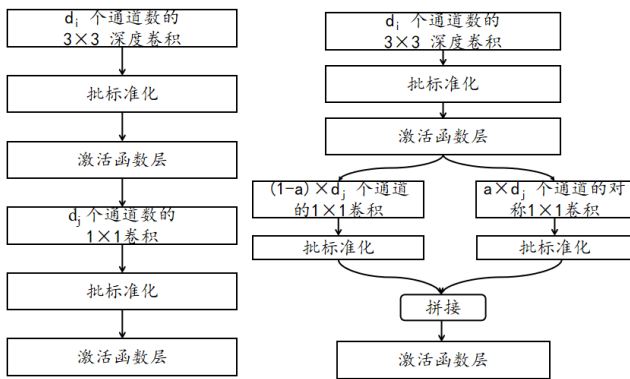 dᵢ 个通道数的
3×3 深度卷积
批标准化
激活函数层
dⱼ个通道数的
1×1卷积
批标准化
激活函数层
dᵢ 个通道数的
3×3 深度卷积
批标准化
激活函数层
(1-a)×dⱼ 个通道
的1×1卷积
批标准化
a×dⱼ 个通道的对
称1×1卷积
批标准化
拼接
激活函数层